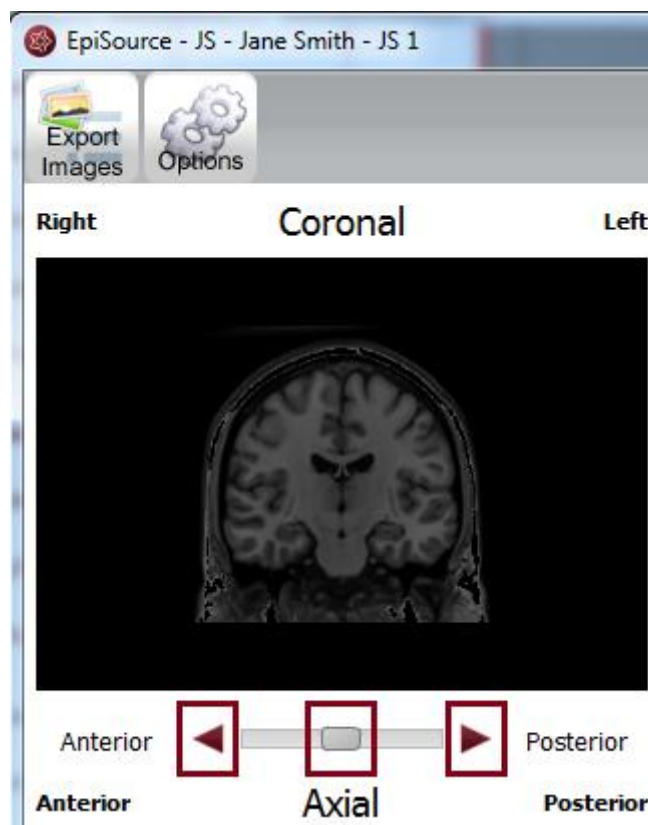 EpiSource - JS - Jane Smith - JS 1
Export
Images
Options
Right Coronal Left
Anterior Posterior
Anterior Axial Posterior